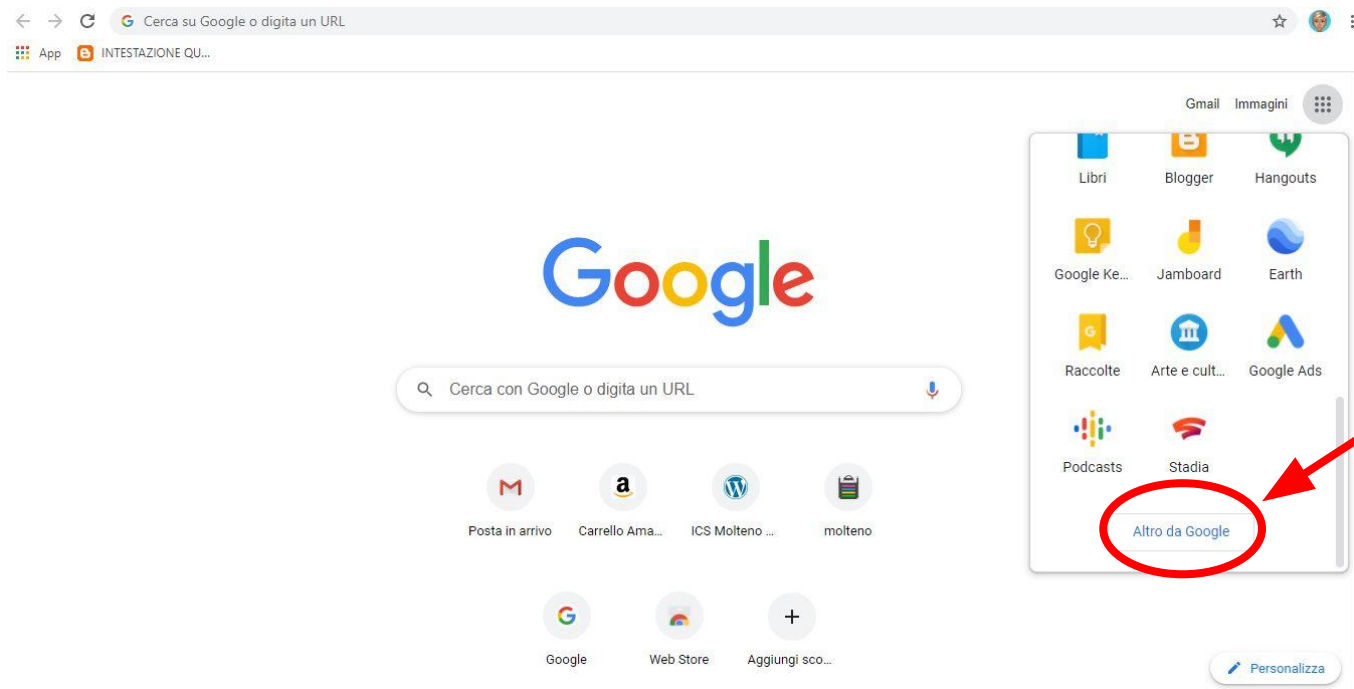 Cerca su Google o digita un URL
App INTESTAZIONE QU...
Gmail Immagini
Libri Blogger Hangouts
Google Ke... Jamboard Earth
Google
Raccolte Arte e cult... Google Ads
Cerca con Google o digita un URL
Podcasts Stadia
Altro da Google
Posta in arrivo Carrello Ama... ICS Molteno ... molteno
Google Web Store Aggiungi sco...
Personalizza